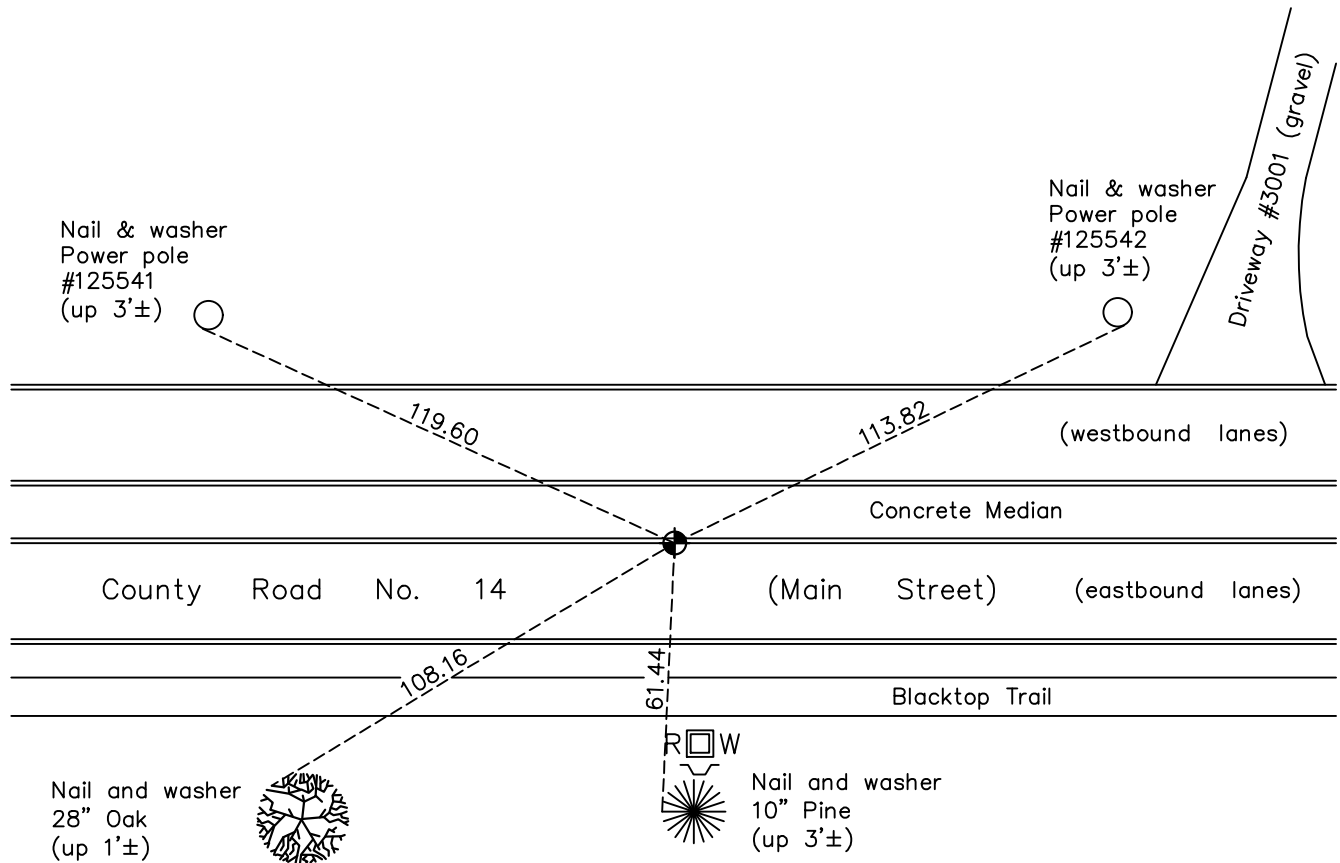 Driveway #3001 (gravel)
Nail & washer
Power pole
#125542
(up 3'±)
Nail & washer
Power pole
#125541
(up 3'±)
119.60
113.82
(westbound lanes)
Concrete Median
County Road No. 14 (Main Street) (eastbound lanes)
108.16
61.44
Blacktop Trail
R W
Nail and washer
28" Oak
(up 1'±)
Nail and washer
10" Pine
(up 3'±)